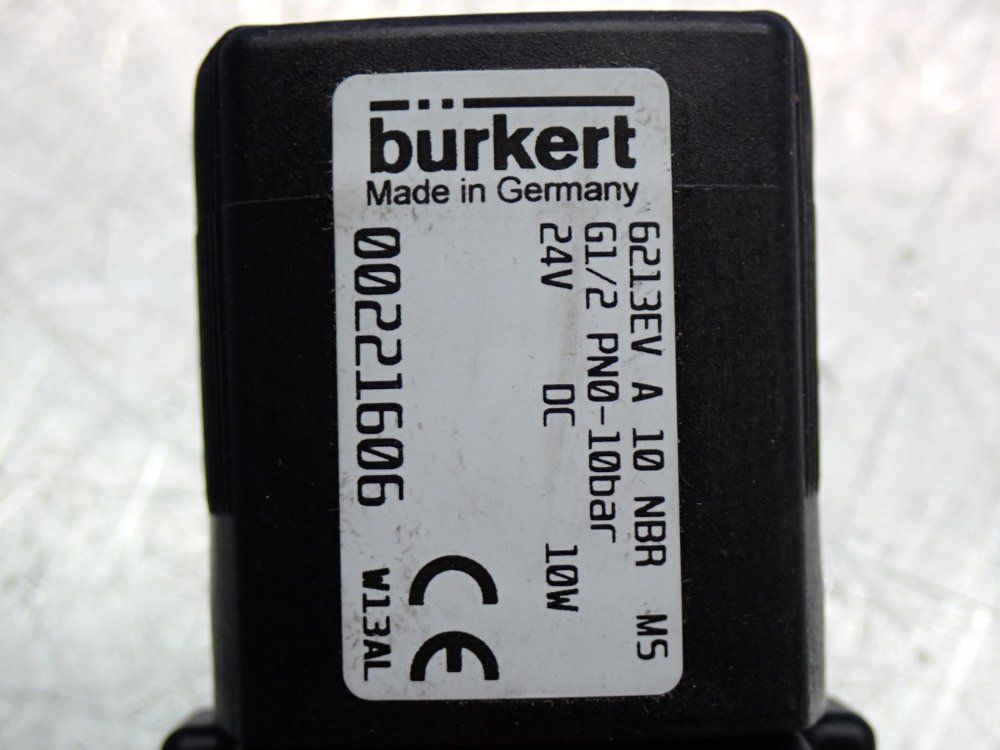 bürkert
Made in Germany
6213EV A 10 NBR MS
G1/2 PN0-10bar
24V DC 10W
00221606 W13AL
CE